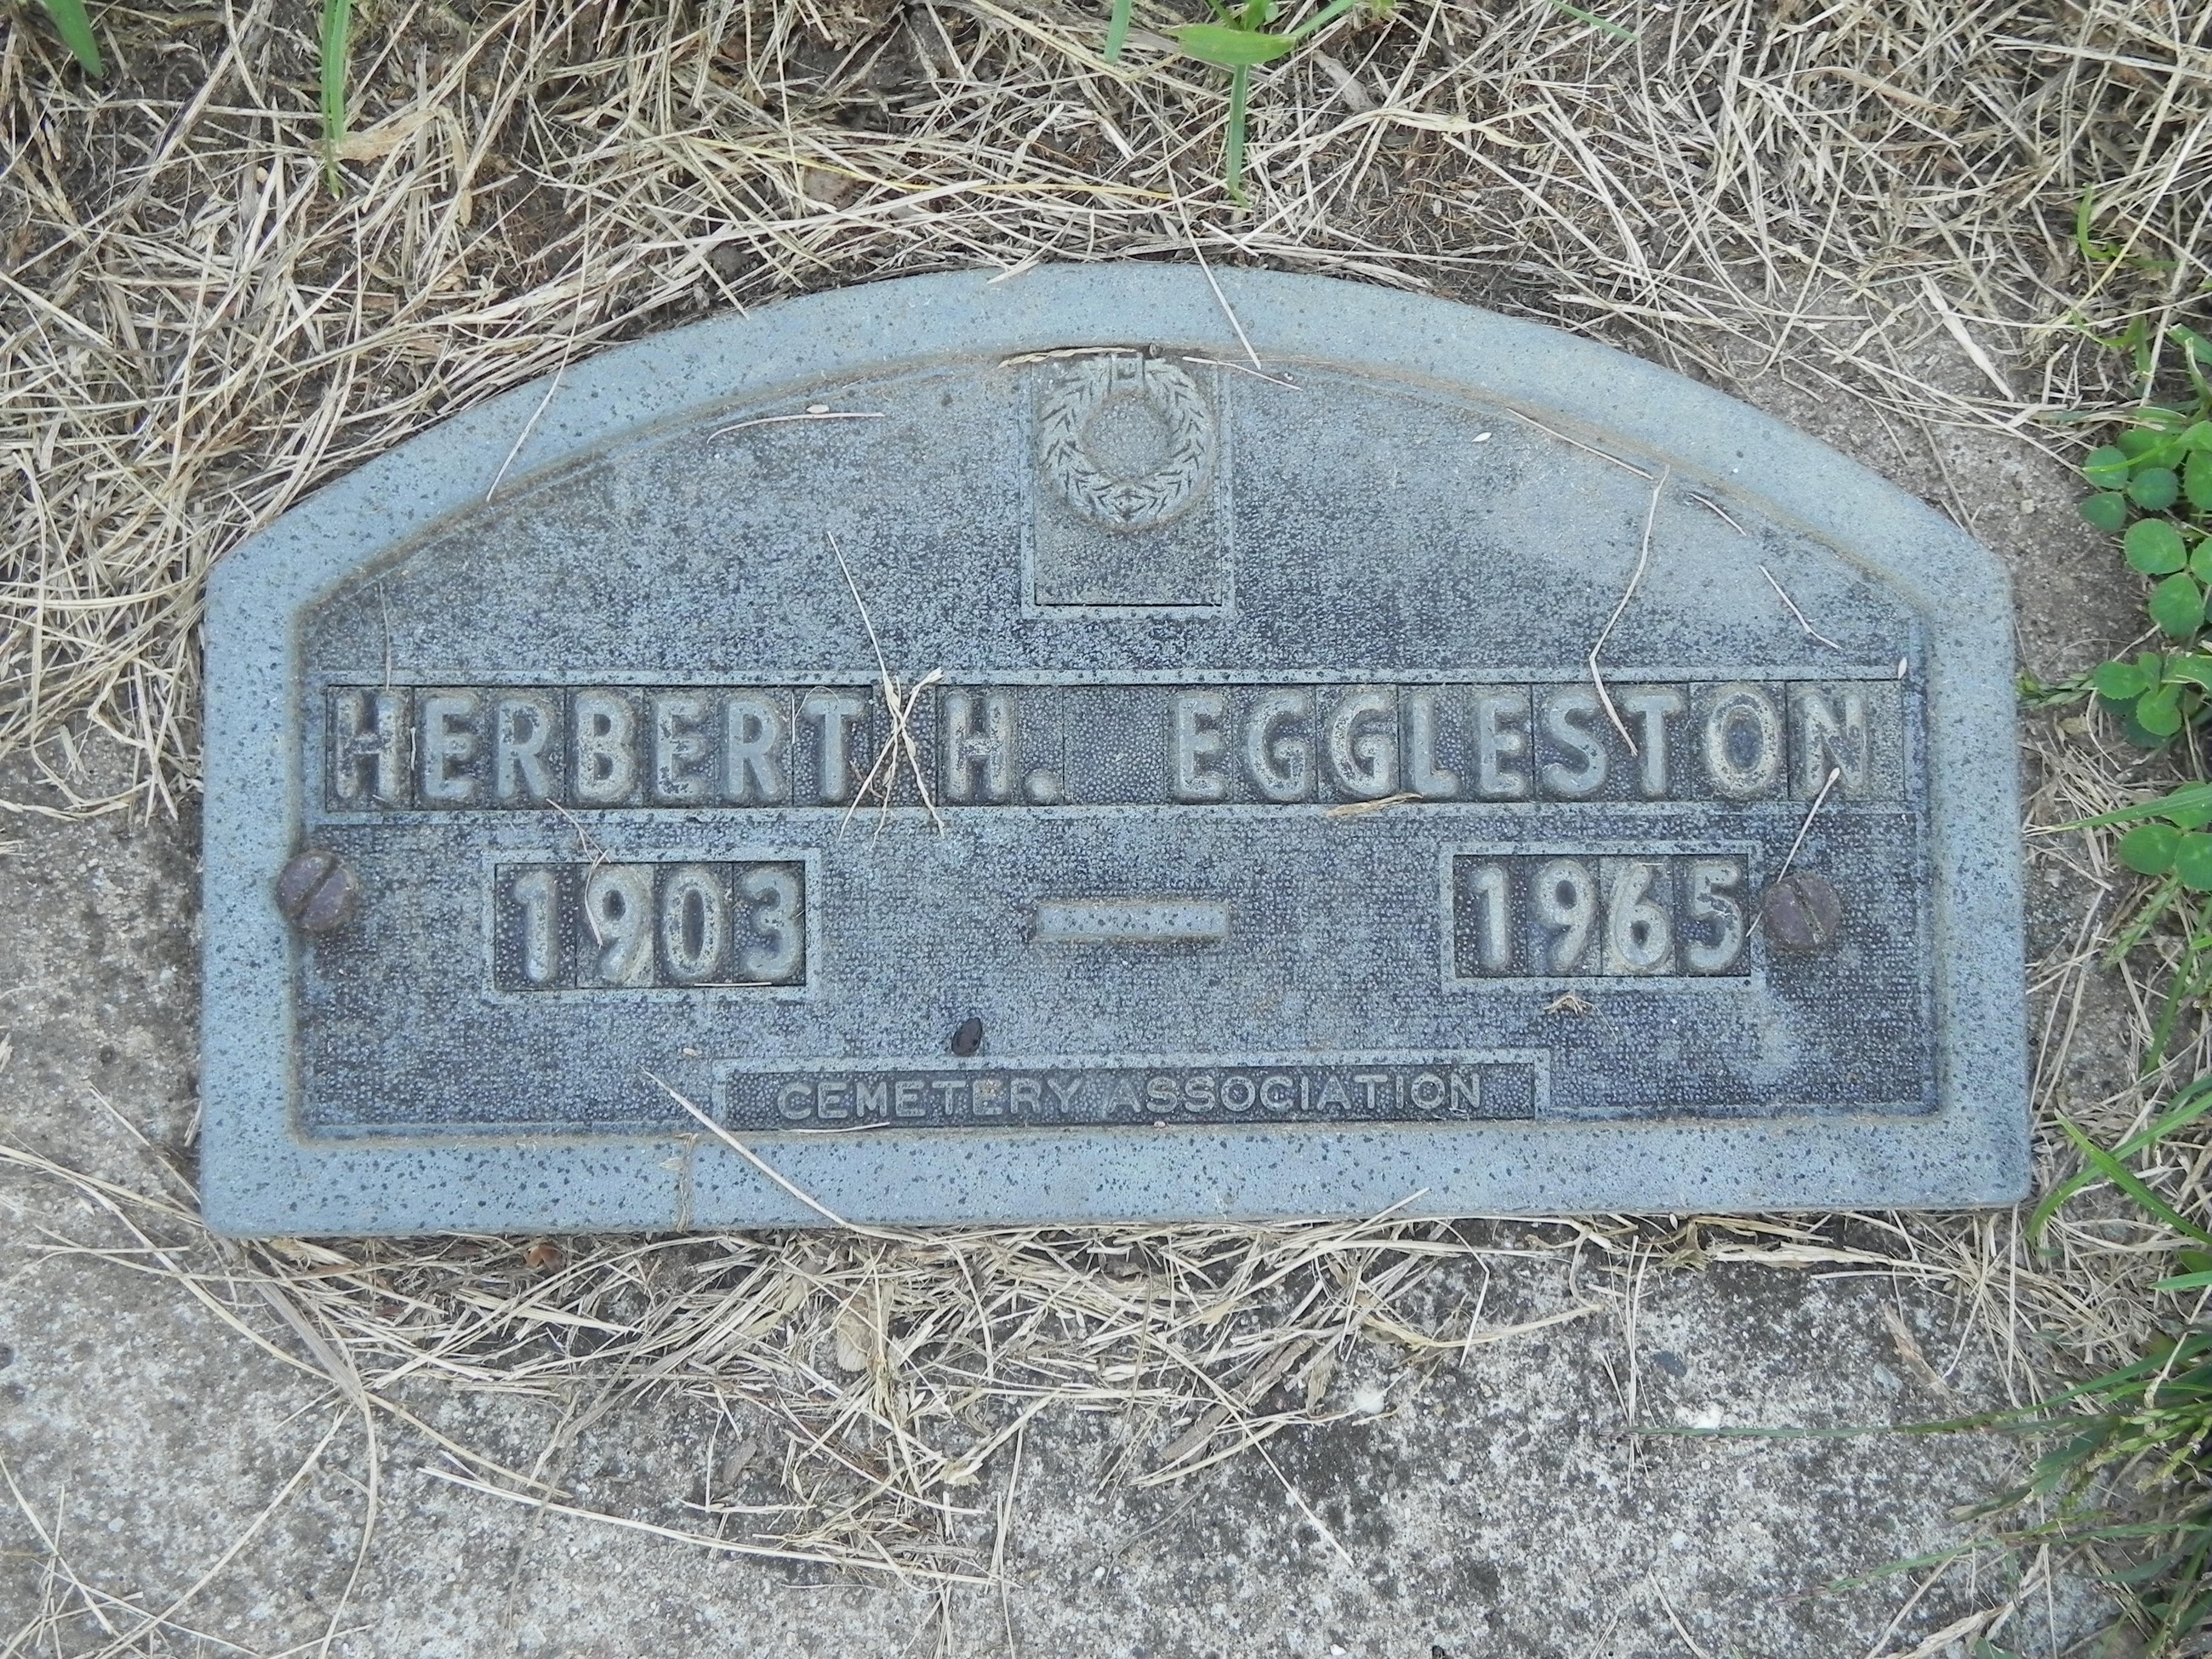 HERBERT H. EGGLESTON
1903 — 1965
CEMETERY ASSOCIATION